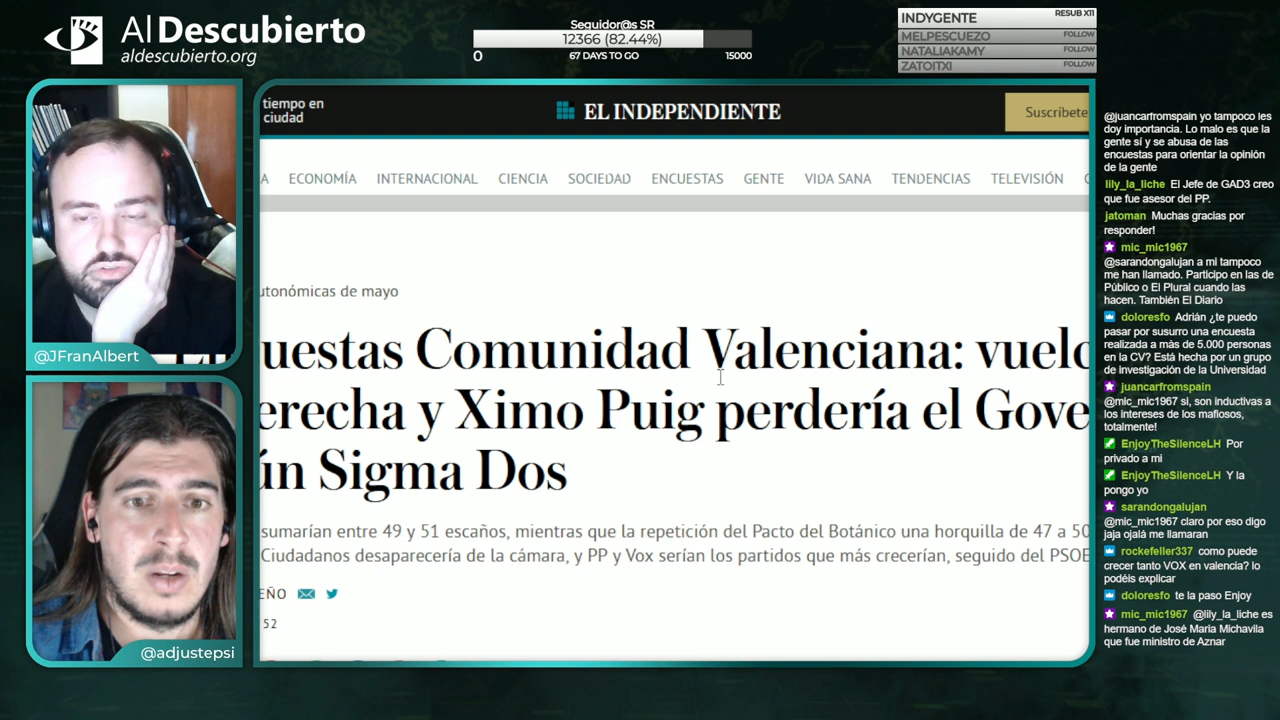 Al Descubierto
aldescubierto.org
Seguidor@s SR
12366 (82.44%)
0
67 DAYS TO GO
15000
INDYGENTE
RESUB X11
MELPESCUEZO
FOLLOW
NATALIAKAMY
FOLLOW
ZATOITXI
FOLLOW
tiempo en
ciudad
EL INDEPENDIENTE
Suscríbete
A ECONOMÍA INTERNACIONAL CIENCIA SOCIEDAD ENCUESTAS GENTE VIDA SANA TENDENCIAS TELEVISIÓN
utonómicas de mayo
uestas Comunidad Valenciana: vuelc
erecha y Ximo Puig perdería el Gove
ún Sigma Dos
sumarían entre 49 y 51 escaños, mientras que la repetición del Pacto del Botánico una horquilla de 47 a 50
Ciudadanos desaparecería de la cámara, y PP y Vox serían los partidos que más crecerían, seguido del PSOE
EÑO
52
@JFranAlbert
@adjustepsi
@juancarfromspain yo tampoco les
doy importancia. Lo malo es que la
gente sí y se abusa de las
encuestas para orientar la opinión
de la gente
lily_la_liche El Jefe de GAD3 creo
que fue asesor del PP.
jatoman Muchas gracias por
responder!
mic_mic1967
@sarandongalujan a mi tampoco
me han llamado. Participo en las de
Público o El Plural cuando las
hacen. También El Diario
doloresfo Adrián ¿te puedo
pasar por susurro una encuesta
realizada a más de 5.000 personas
en la CV? Está hecha por un grupo
de investigación de la Universidad
juancarfromspain
@mic_mic1967 si, son inductivas a
los intereses de los mafiosos,
totalmente!
EnjoyTheSilenceLH Por
privado a mi
EnjoyTheSilenceLH Y la
pongo yo
sarandongalujan
@mic_mic1967 claro por eso digo
jaja ojalá me llamaran
rockefeller337 como puede
crecer tanto VOX en valencia? lo
podéis explicar
doloresfo te la paso Enjoy
mic_mic1967 @lily_la_liche es
hermano de José Maria Michavila
que fue ministro de Aznar